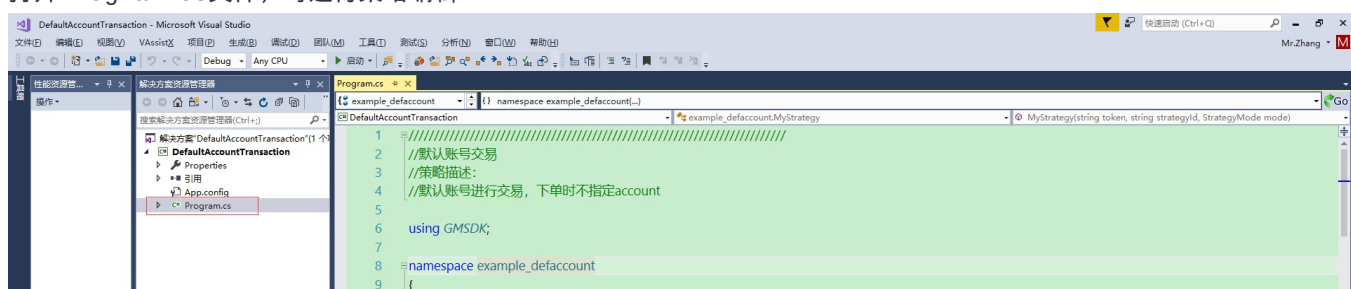 DefaultAccountTransaction - Microsoft Visual Studio
快速启动 (Ctrl+Q)
文件(F) 编辑(E) 视图(V) VAssistX 项目(P) 生成(B) 调试(D) 团队(M) 工具(T) 测试(S) 分析(N) 窗口(W) 帮助(H)
Mr.Zhang M
Debug Any CPU 启动
性能资源管...
解决方案资源管理器
Program.cs
操作
example_defaccount
{} namespace example_defaccount{...}
Go
搜索解决方案资源管理器(Ctrl+;)
DefaultAccountTransaction
example_defaccount.MyStrategy
MyStrategy(string token, string strategyId, StrategyMode mode)
解决方案"DefaultAccountTransaction"(1 个
DefaultAccountTransaction
Properties
引用
App.config
C# Program.cs
1 //////////////////////////////////////////////////////////////////////////
2 //默认账号交易
3 //策略描述:
4 //默认账号进行交易，下单时不指定account
5
6 using GMSDK;
7
8 namespace example_defaccount
9 {